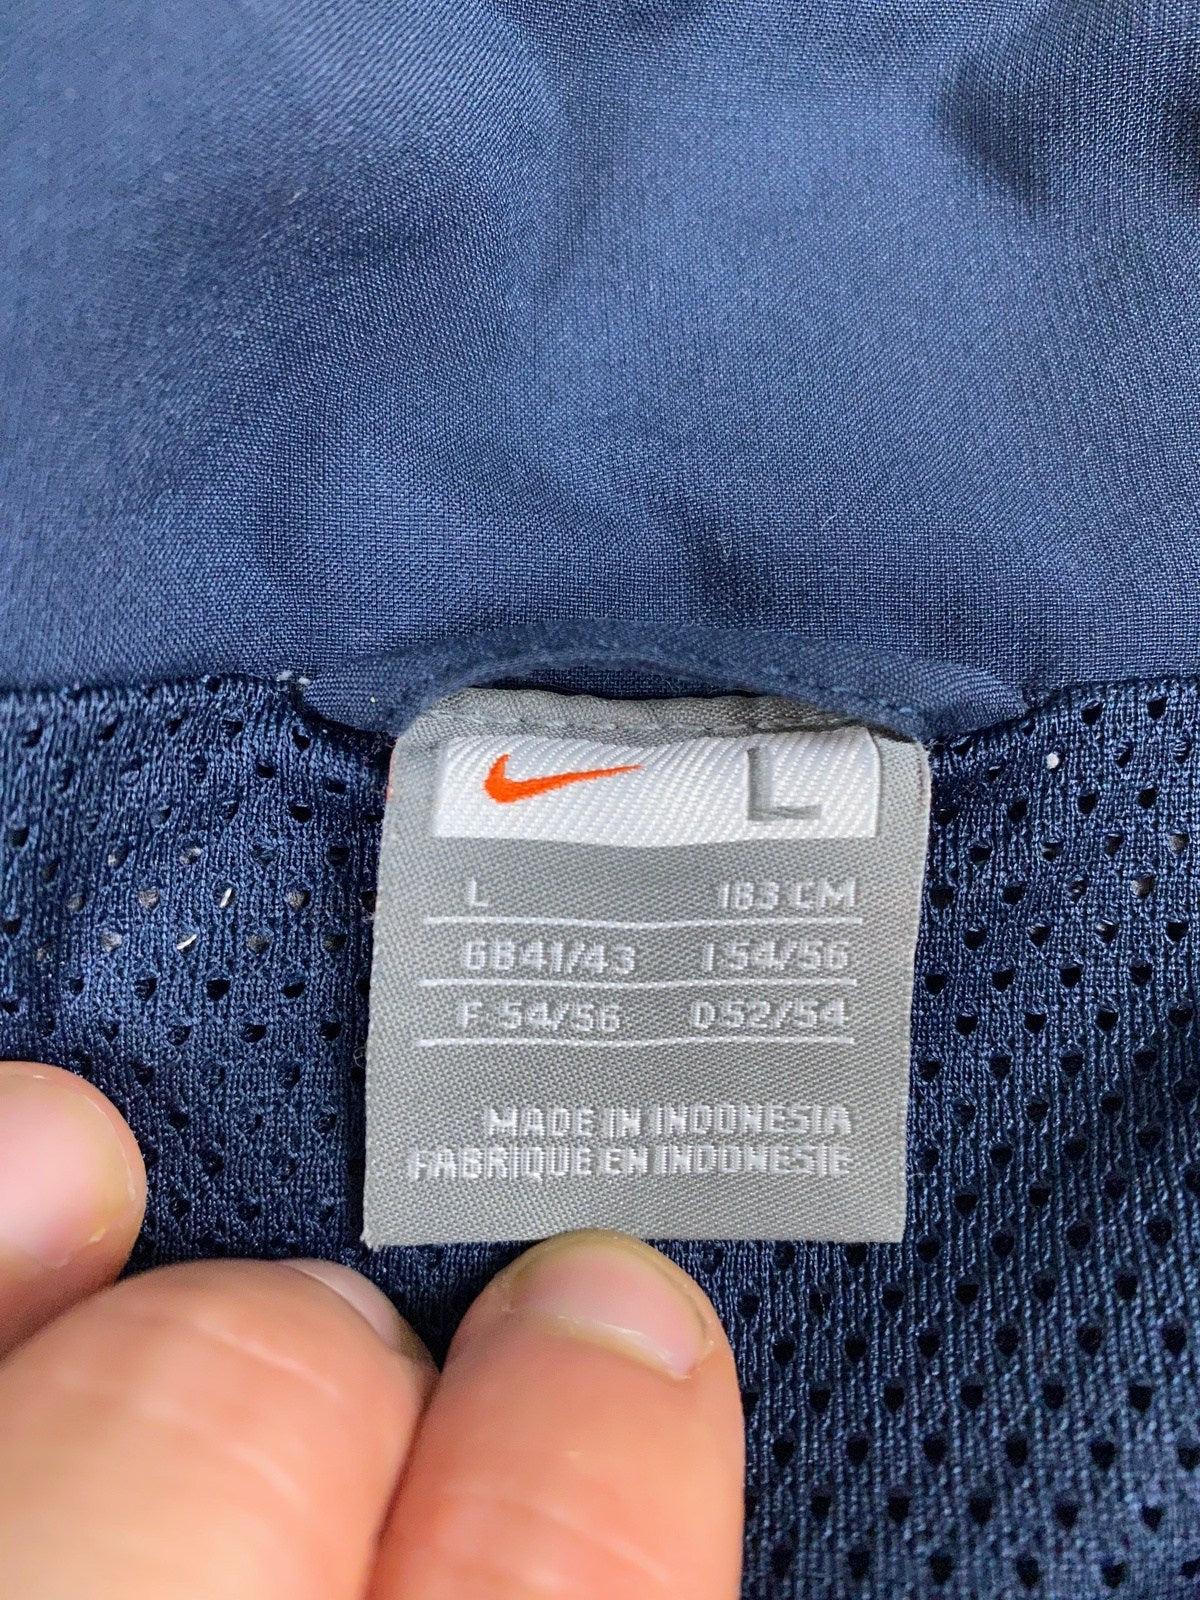 L
L 183 CM
GB41/43 I 54/56
F 54/56 D52/54
MADE IN INDONESIA
FABRIQUE EN INDONESIE